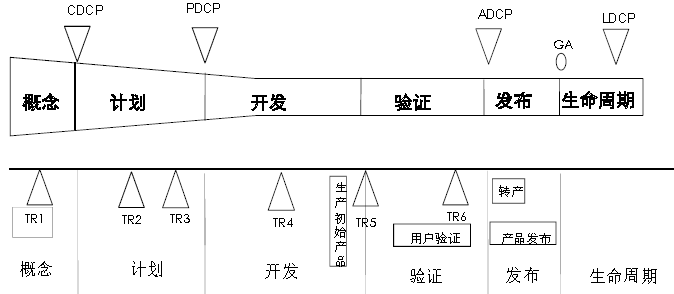 CDCP
PDCP
ADCP
GA
LDCP
概念
计划
开发
验证
发布
生命周期
TR1
TR2
TR3
TR4
生产初始产品
TR5
TR6
用户验证
转产
产品发布
概念
计划
开发
验证
发布
生命周期